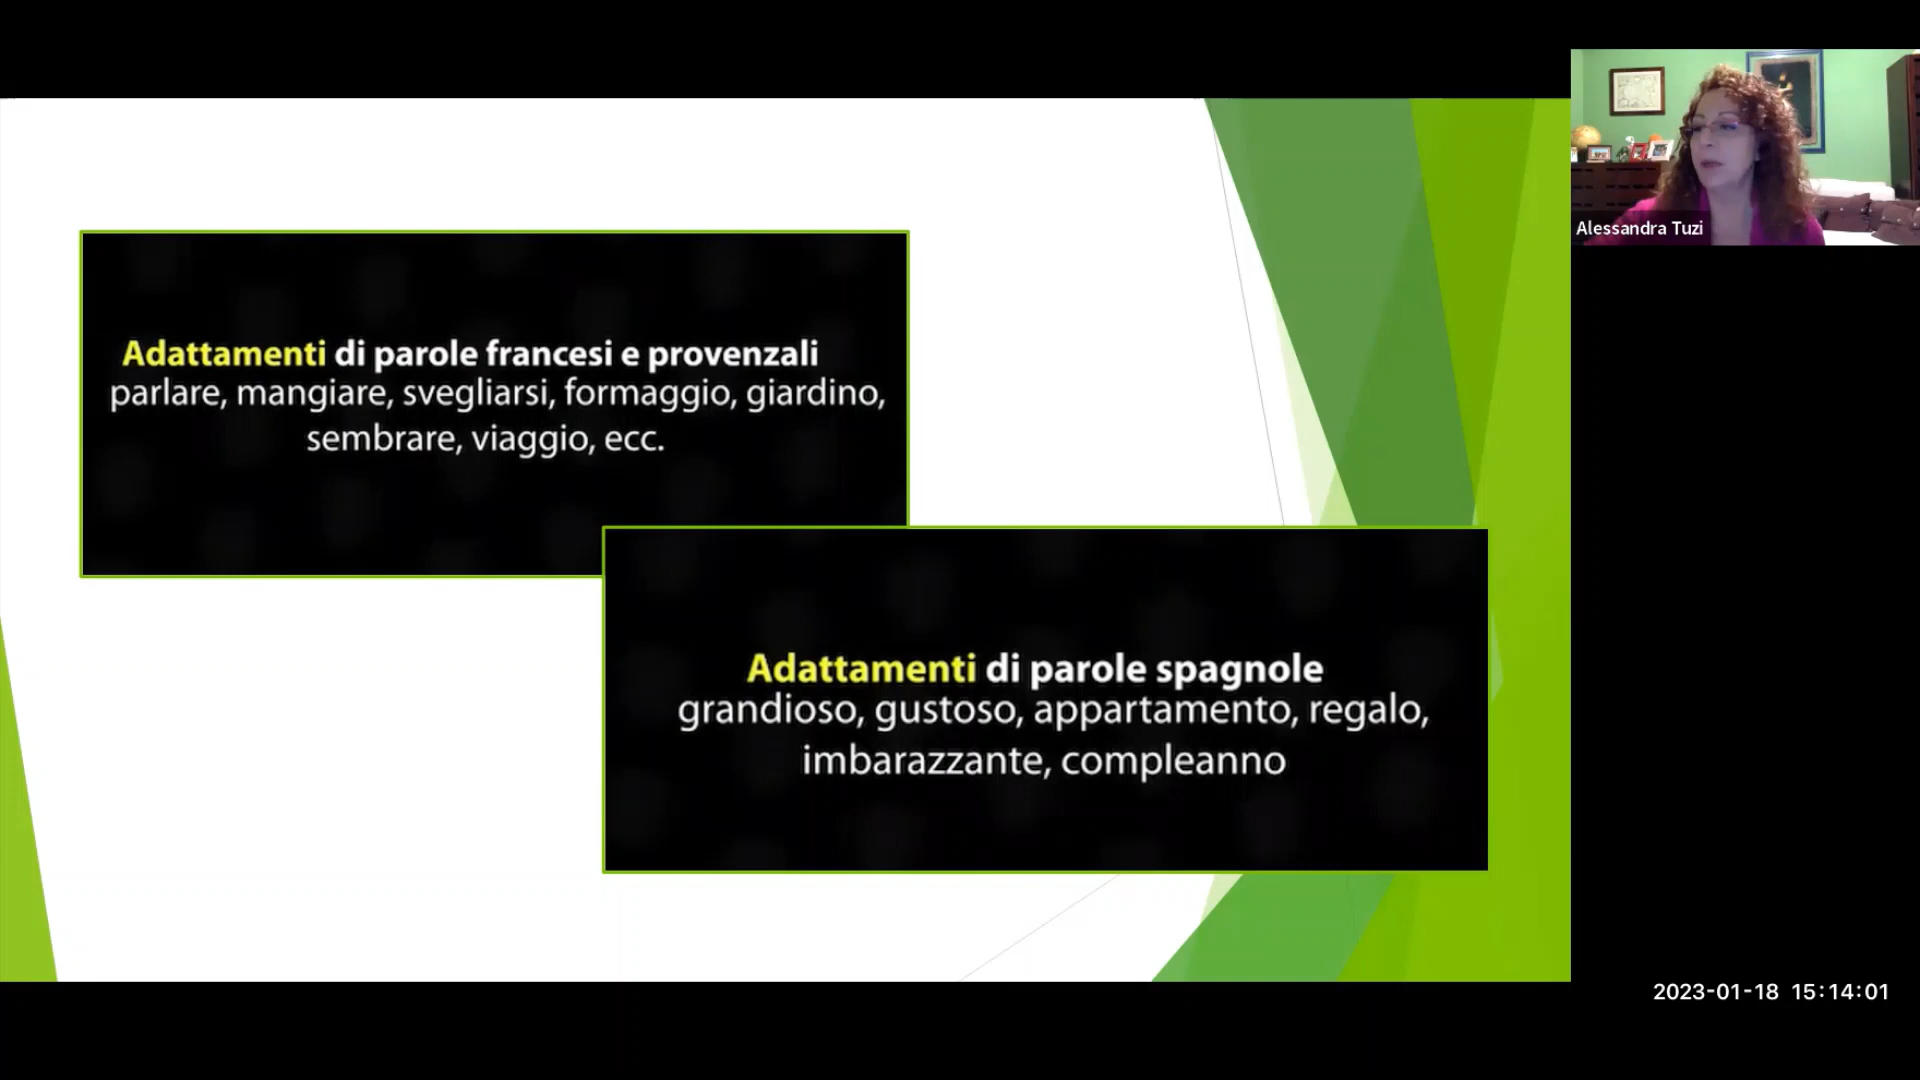 Adattamenti di parole francesi e provenzali
parlare, mangiare, svegliarsi, formaggio, giardino,
sembrare, viaggio, ecc.
Adattamenti di parole spagnole
grandioso, gustoso, appartamento, regalo,
imbarazzante, compleanno
Alessandra Tuzi
2023-01-18 15:14:01